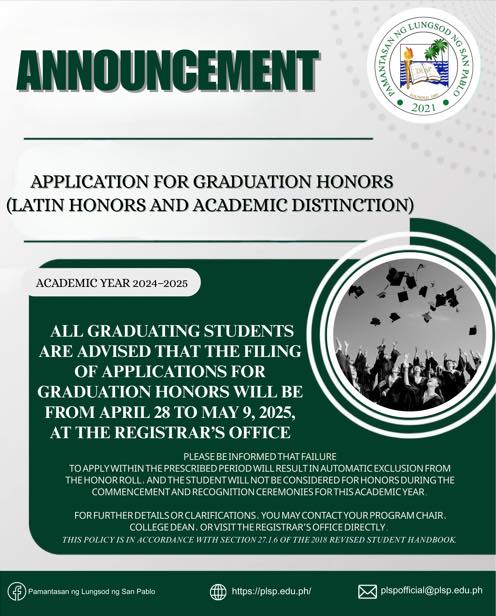 ANNOUNCEMENT
PAMANTASAN NG LUNGSOD NG SAN PABLO
2021
APPLICATION FOR GRADUATION HONORS
(LATIN HONORS AND ACADEMIC DISTINCTION)
ACADEMIC YEAR 2024-2025
ALL GRADUATING STUDENTS
ARE ADVISED THAT THE FILING
OF APPLICATIONS FOR
GRADUATION HONORS WILL BE
FROM APRIL 28 TO MAY 9, 2025,
AT THE REGISTRAR'S OFFICE
PLEASE BE INFORMED THAT FAILURE
TO APPLY WITHIN THE PRESCRIBED PERIOD WILL RESULT IN AUTOMATIC EXCLUSION FROM
THE HONOR ROLL, AND THE STUDENT WILL NOT BE CONSIDERED FOR HONORS DURING THE
COMMENCEMENT AND RECOGNITION CEREMONIES FOR THIS ACADEMIC YEAR.
FOR FURTHER DETAILS OR CLARIFICATIONS, YOU MAY CONTACT YOUR PROGRAM CHAIR,
COLLEGE DEAN, OR VISIT THE REGISTRAR'S OFFICE DIRECTLY.
THIS POLICY IS IN ACCORDANCE WITH SECTION 27.1.6 OF THE 2018 REVISED STUDENT HANDBOOK.
Pamantasan ng Lungsod ng San Pablo
https://plsp.edu.ph/
plspofficial@plsp.edu.ph